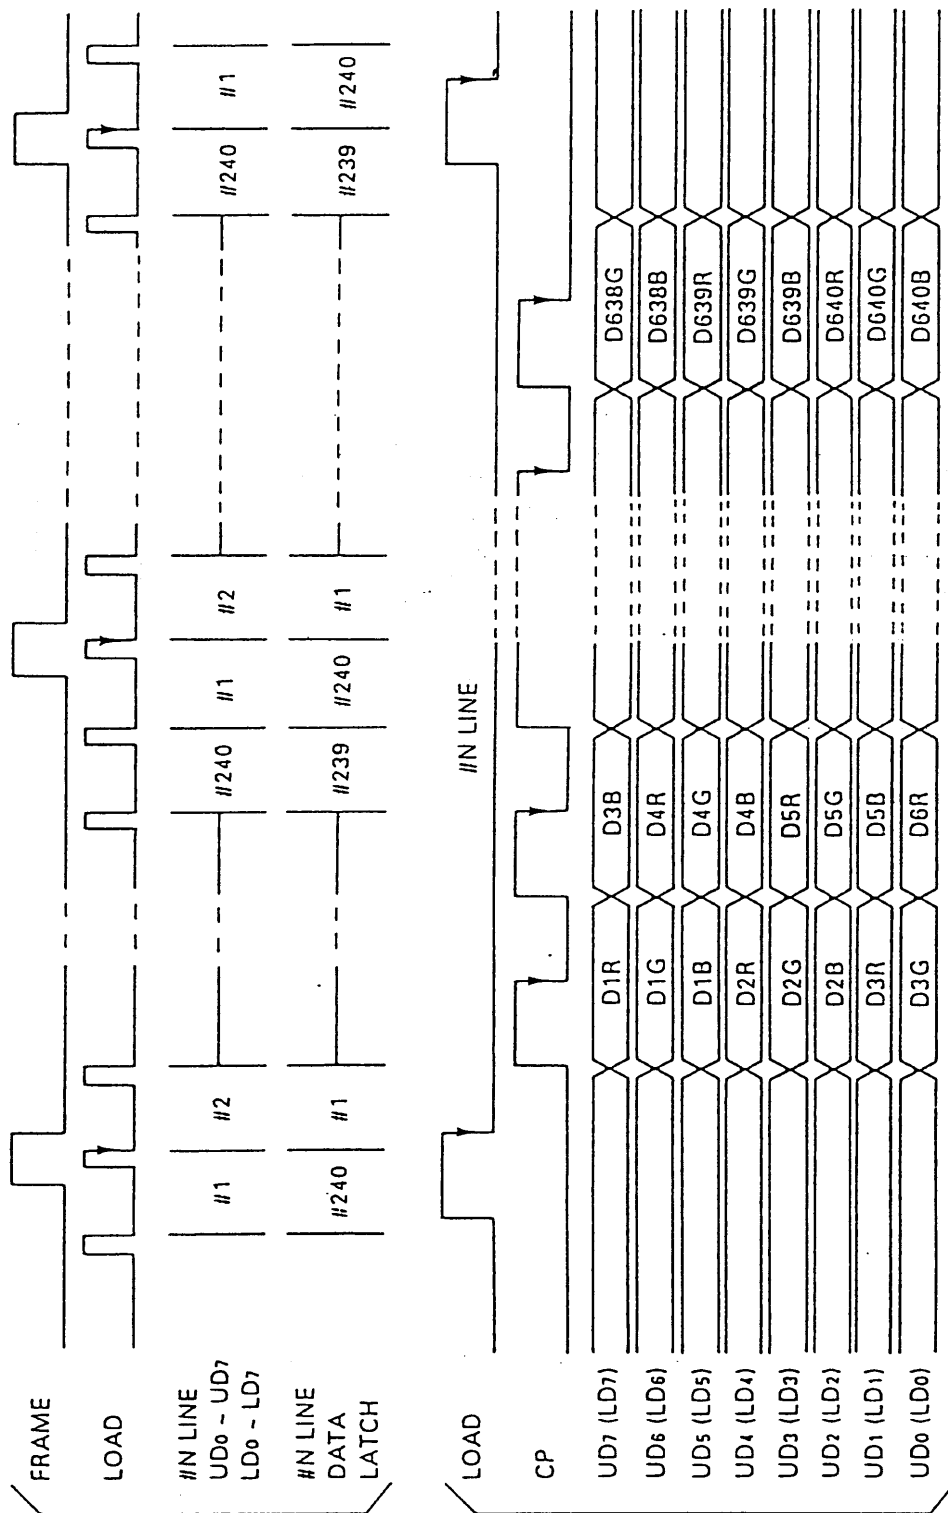 FRAME
LOAD
#N LINE
UD0 ~ UD7
LD0 ~ LD7
#1 #2 #240 #1 #2 #240 #1
#N LINE
DATA
LATCH
#240 #1 #239 #240 #1 #239 #240
LOAD
#N LINE
CP
UD7 (LD7) D1R D3B D638G
UD6 (LD6) D1G D4R D638B
UD5 (LD5) D1B D4G D639R
UD4 (LD4) D2R D4B D639G
UD3 (LD3) D2G D5R D639B
UD2 (LD2) D2B D5G D640R
UD1 (LD1) D3R D5B D640G
UD0 (LD0) D3G D6R D640B